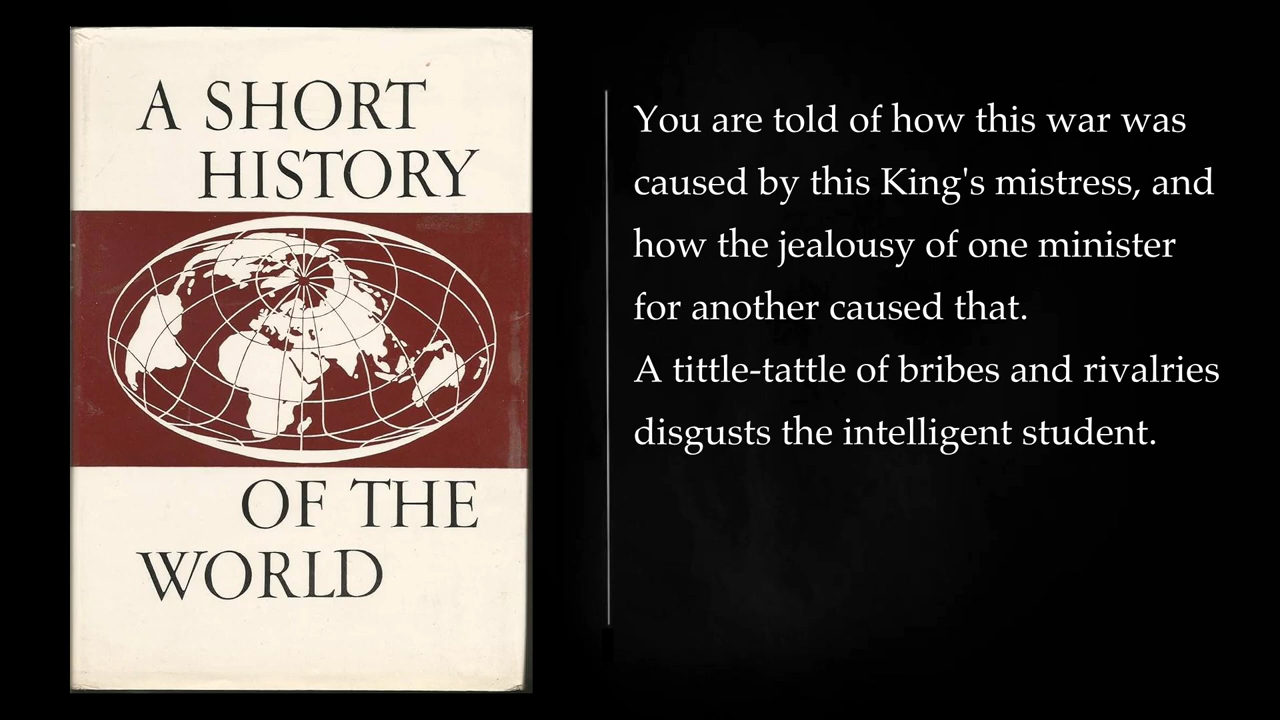 A SHORT
HISTORY
OF THE
WORLD
You are told of how this war was
caused by this King's mistress, and
how the jealousy of one minister
for another caused that.
A tittle-tattle of bribes and rivalries
disgusts the intelligent student.